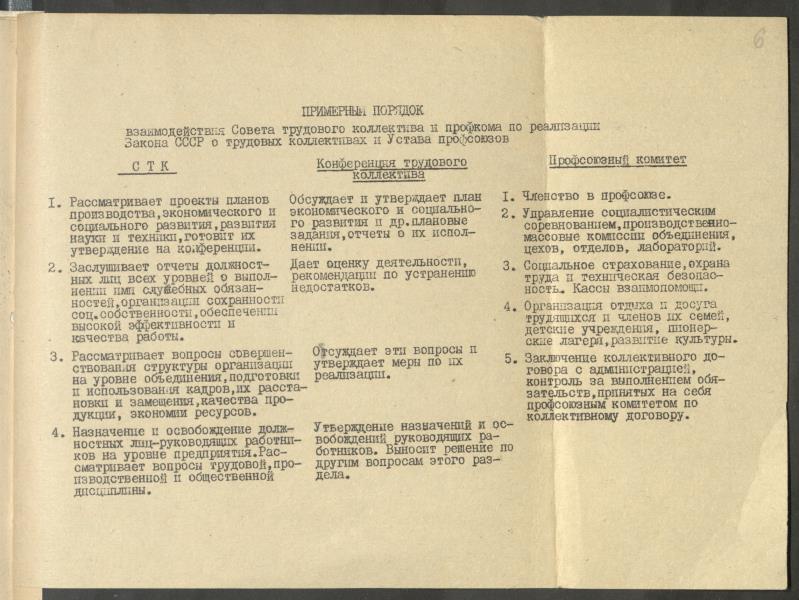 6
ПРИМЕРНЫЙ ПОРЯДОК
взаимодействия Совета трудового коллектива и профкома по реализации
Закона СССР о трудовых коллективах и Устава профсоюзов
С Т К
1. Рассматривает проекты планов
производства,экономического и
социального развития,развития
науки и техники,готовит их
утверждение на конференции.
2. Заслушивает отчеты должност-
ных лиц всех уровней о выпол-
нении ими служебных обязан-
ностей,организации сохранности
соц.собственности,обеспечении
высокой эффективности и
качества работы.
3. Рассматривает вопросы совершен-
ствования структуры организации
на уровне объединения,подготовки
и использования кадров,их расста-
новки и замещения,качества про-
дукции, экономии ресурсов.
4. Назначение и освобождение долж-
ностных лиц-руководящих работни-
ков на уровне предприятия.Рас-
сматривает вопросы трудовой,про-
изводственной и общественной
дисциплины.
Конференция трудового
коллектива
Обсуждает и утверждает план
экономического и социально-
го развития и др.плановые
задания,отчеты о их испол-
нении.
Дает оценку деятельности,
рекомендации по устранению
недостатков.
Обсуждает эти вопросы и
утверждает меры по их
реализации.
Утверждение назначений и ос-
вобождений руководящих ра-
ботников. Выносит решение по
другим вопросам этого раз-
дела.
Профсоюзный комитет
1. Членство в профсоюзе.
2. Управление социалистическим
соревнованием,производственно-
массовые комиссии объединения,
цехов, отделов, лабораторий.
3. Социальное страхование,охрана
труда и техническая безопас-
ность. Кассы взаимопомощи.
4. Организация отдыха и досуга
трудящихся и членов их семей,
детские учреждения, пионер-
ские лагеря,развитие культуры.
5. Заключение коллективного до-
говора с администрацией,
контроль за выполнением обя-
зательств,принятых на себя
профсоюзным комитетом по
коллективному договору.